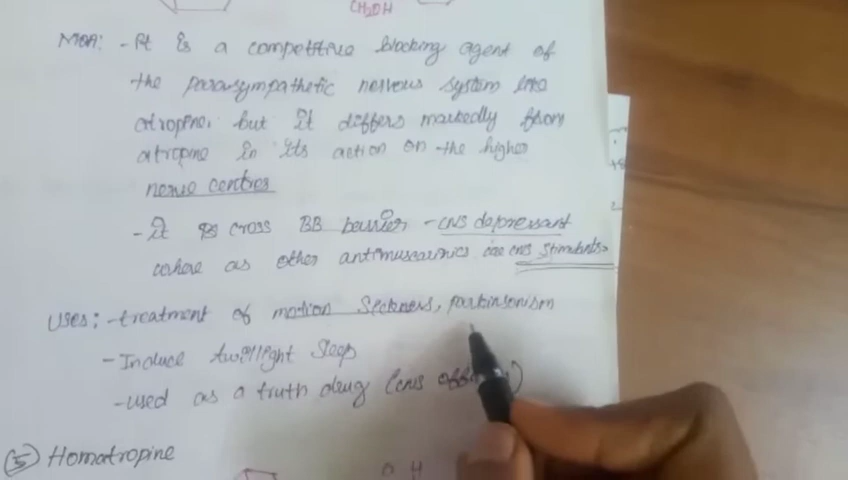 CH2OH
MOA: - It is a competitive blocking agent of
the parasympathetic nervous system like
atropine, but it differs markedly from
atropine in its action on the higher
nerve centres
- It is cross BB barrier - CNS depressant
where as other antimuscarinics are CNS stimulants
Uses: - treatment of motion sickness, parkinsonism
- Induce twilight sleep
- used as a truth drug (CNS
(5) Homatropine
O H